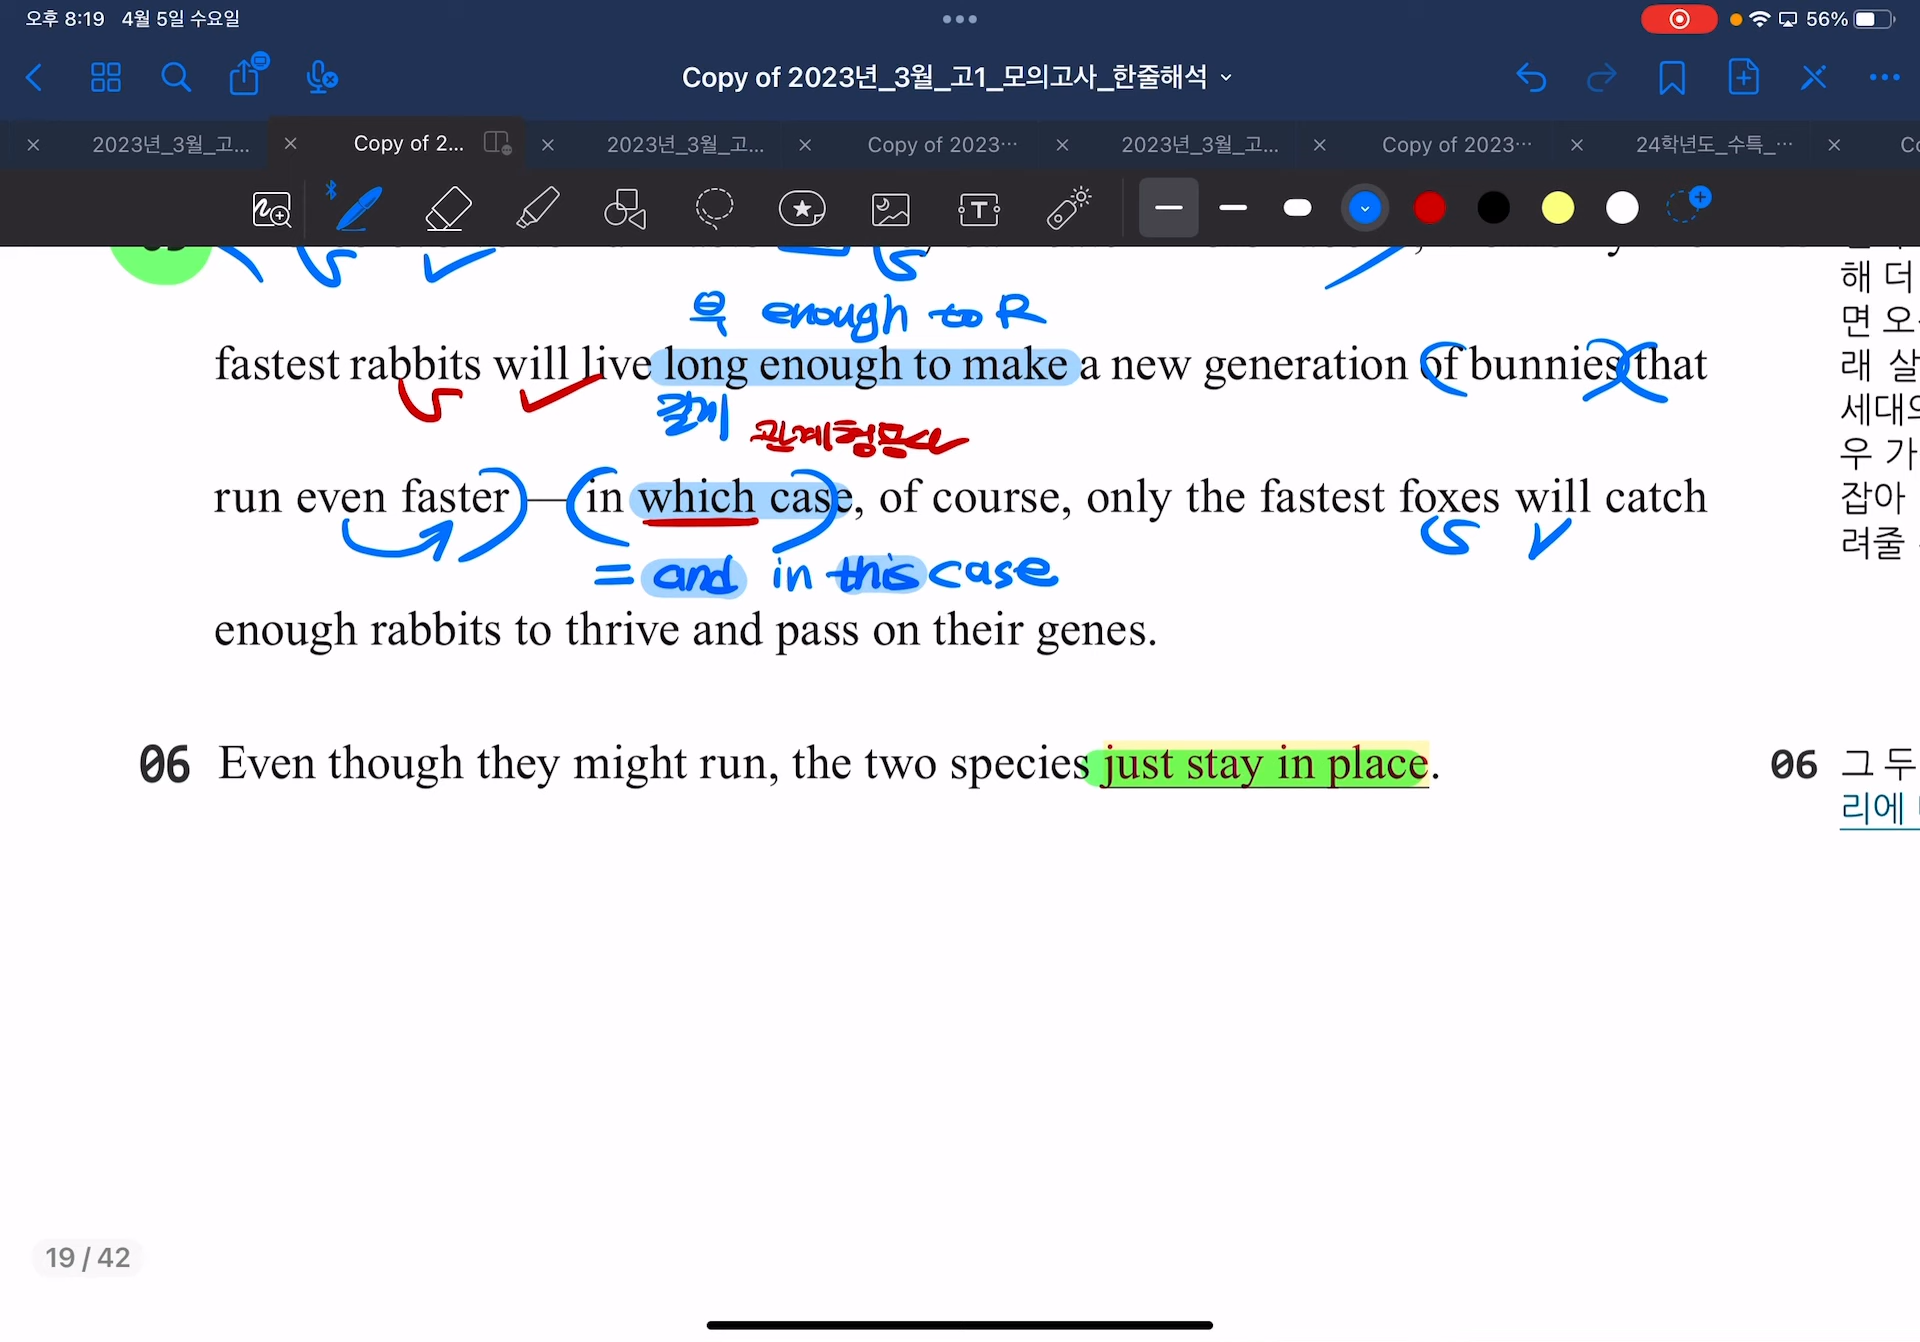 오후 8:19 4월 5일 수요일
56%
Copy of 2023년_3월_고1_모의고사_한줄해석
2023년_3월_고...
Copy of 2...
2023년_3월_고...
Copy of 2023...
2023년_3월_고...
Copy of 2023...
24학년도_수특_...
해 더
면 오
enough to R
fastest rabbits will live long enough to make a new generation of bunnies that
래 살
길게
관계형용사
세대의
우 가
run even faster — in which case, of course, only the fastest foxes will catch
잡아
려줄
= and in this case
enough rabbits to thrive and pass on their genes.
06 Even though they might run, the two species just stay in place.
06 그 두
리에
19 / 42